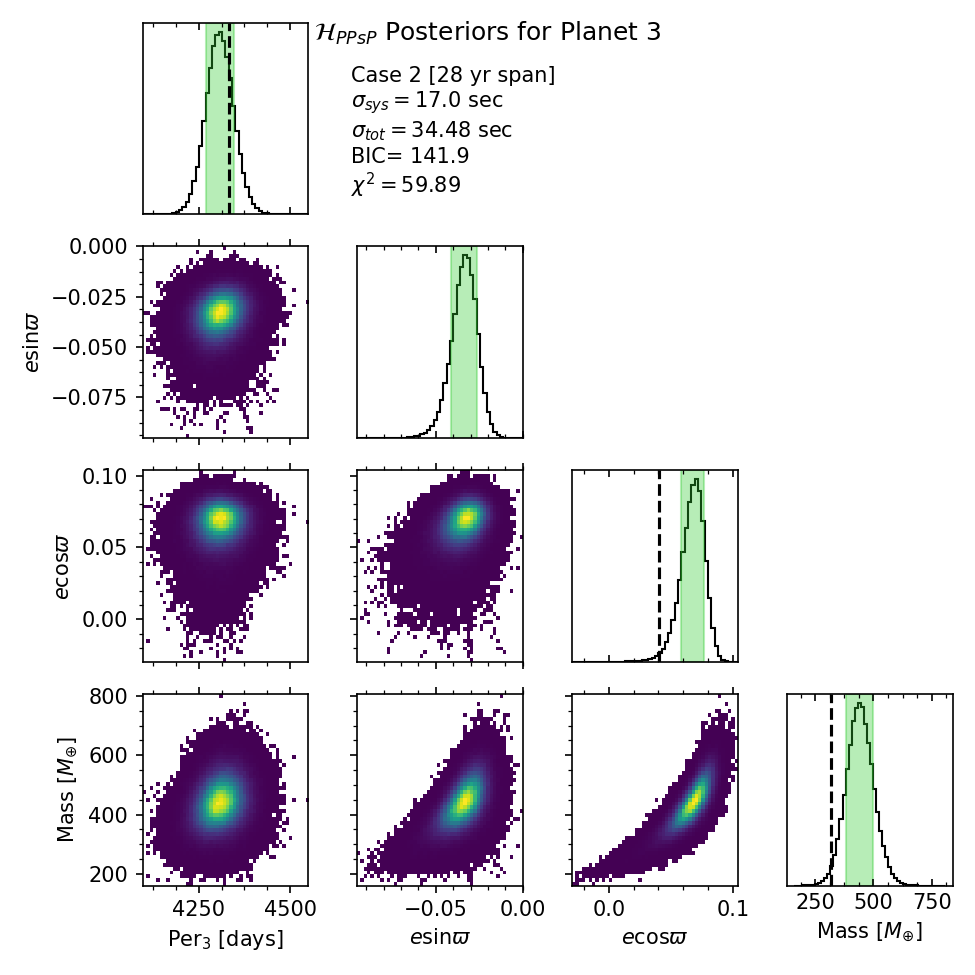 ℋ_PPsP Posteriors for Planet 3
Case 2 [28 yr span]
σ_sys = 17.0 sec
σ_tot = 34.48 sec
BIC= 141.9
χ² = 59.89
0.000
−0.025
−0.050
−0.075
esinϖ
0.10
0.05
0.00
ecosϖ
800
600
400
200
Mass [M⊕]
4250 4500
Per₃ [days]
−0.05 0.00
esinϖ
0.0 0.1
ecosϖ
250 500 750
Mass [M⊕]